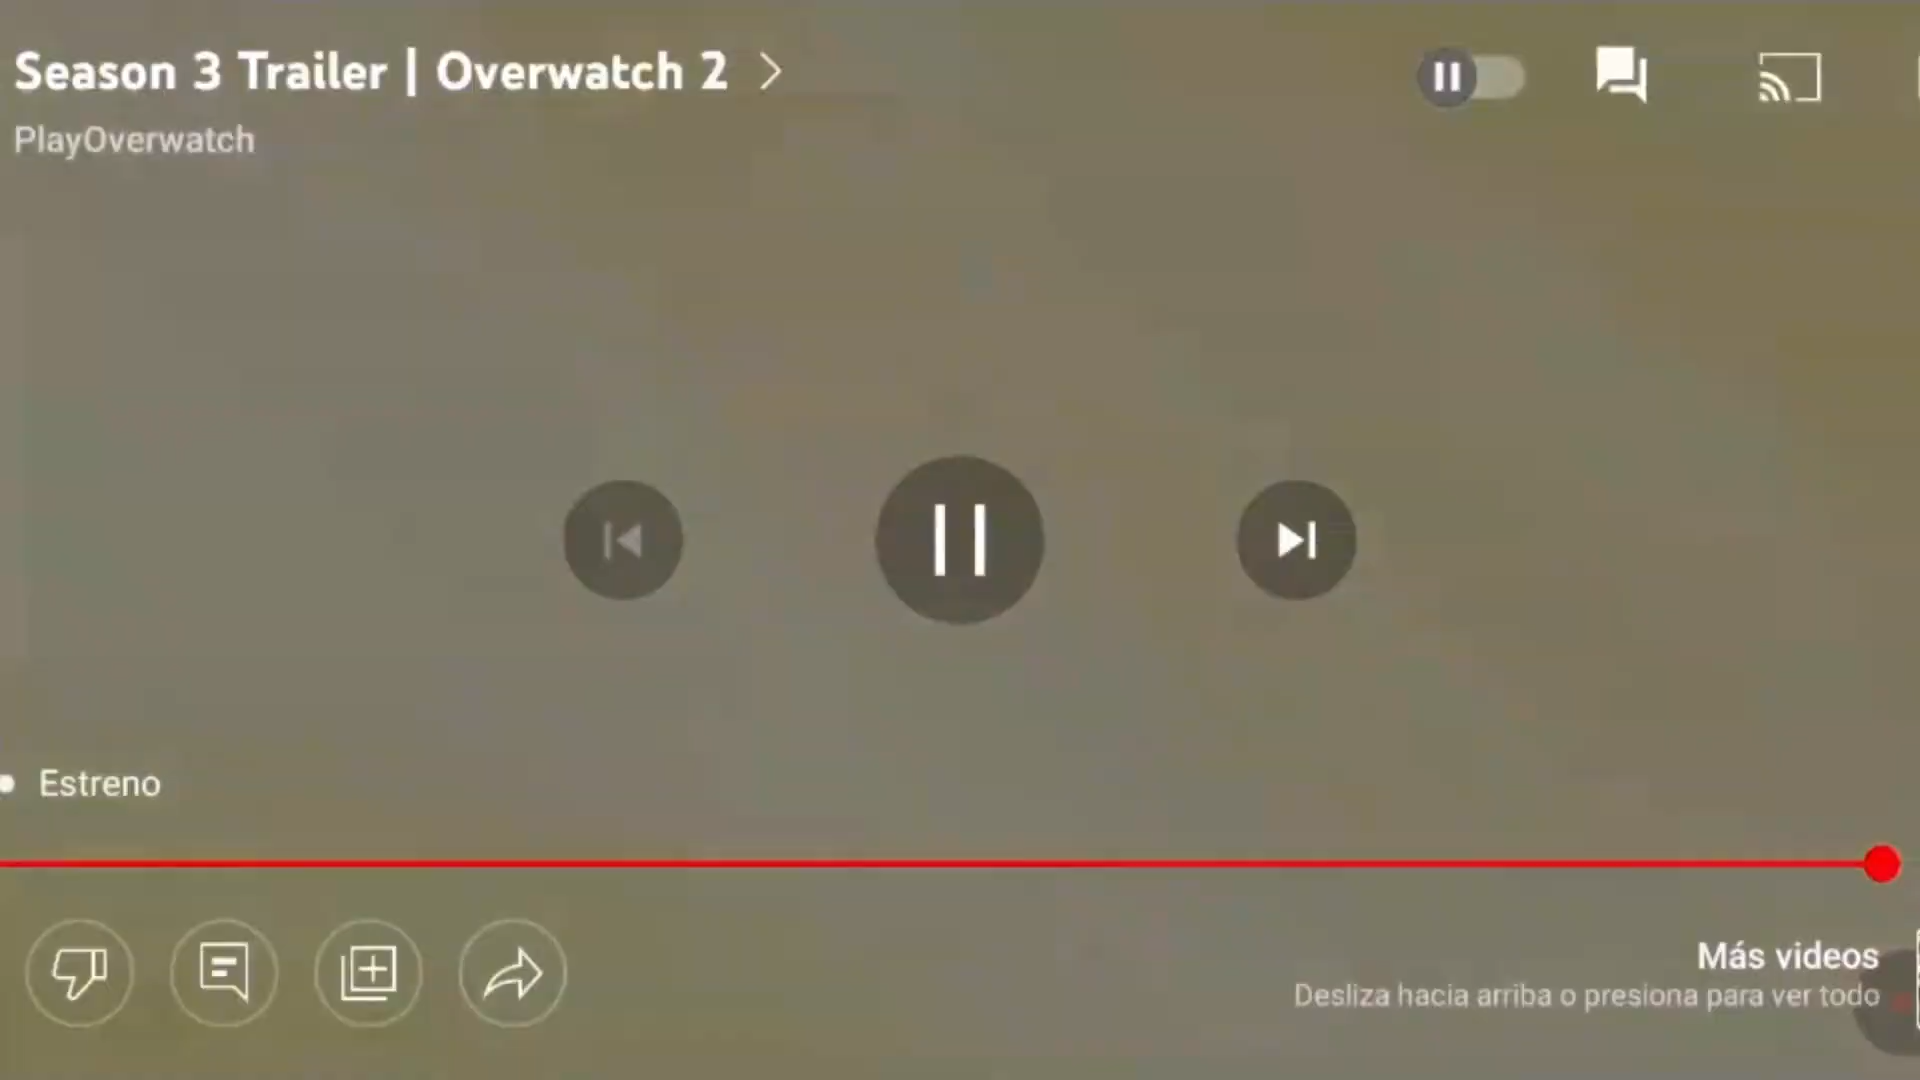 Season 3 Trailer | Overwatch 2
PlayOverwatch
Estreno
Más videos
Desliza hacia arriba o presiona para ver todo